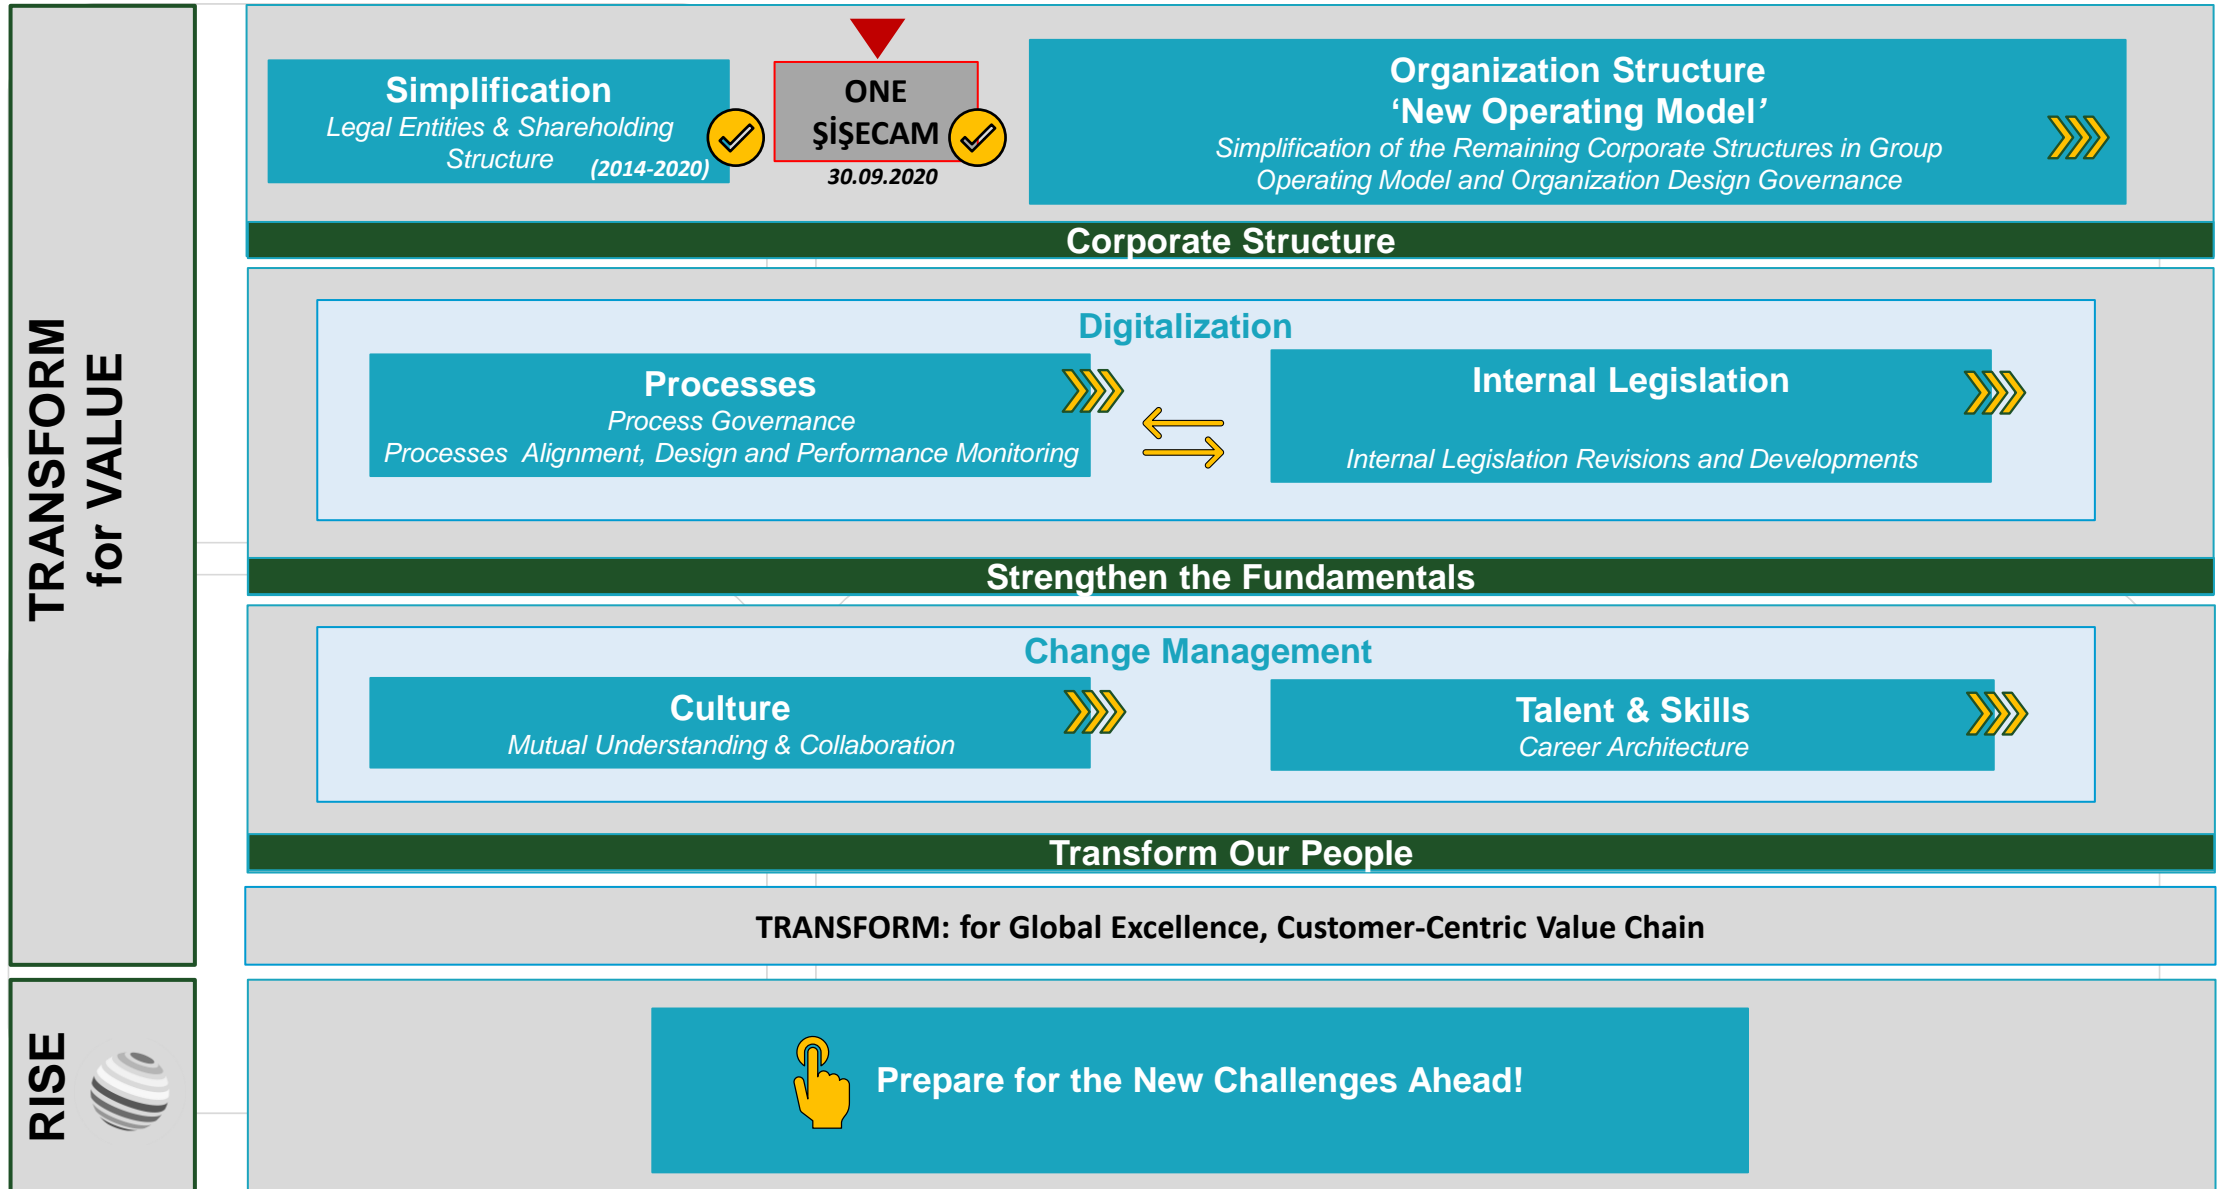 TRANSFORM
for VALUE
Simplification
Legal Entities & Shareholding
Structure
(2014-2020)
ONE
ŞİŞECAM
30.09.2020
Organization Structure
‘New Operating Model’
Simplification of the Remaining Corporate Structures in Group
Operating Model and Organization Design Governance
Corporate Structure
Digitalization
Processes
Process Governance
Processes Alignment, Design and Performance Monitoring
Internal Legislation
Internal Legislation Revisions and Developments
Strengthen the Fundamentals
Change Management
Culture
Mutual Understanding & Collaboration
Talent & Skills
Career Architecture
Transform Our People
TRANSFORM: for Global Excellence, Customer-Centric Value Chain
RISE
Prepare for the New Challenges Ahead!